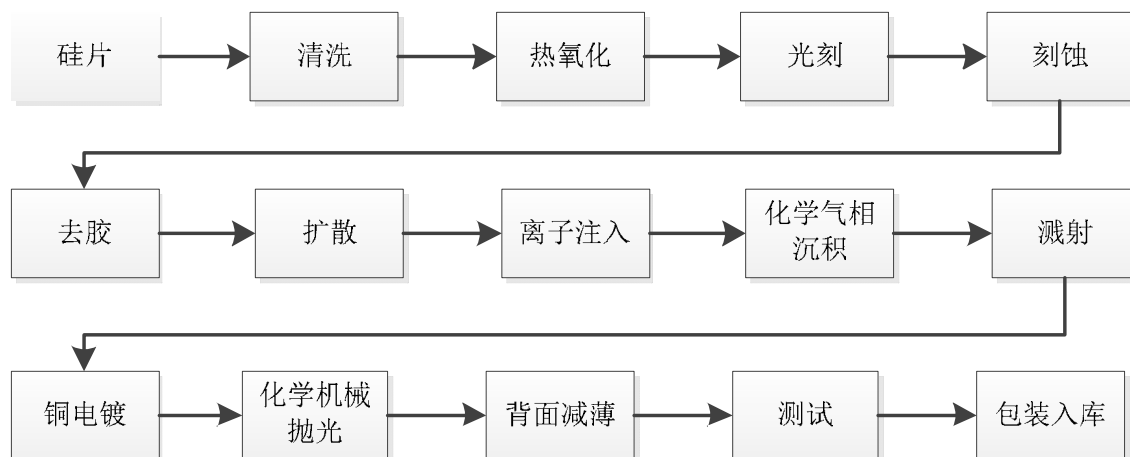 硅片
清洗
热氧化
光刻
刻蚀
去胶
扩散
离子注入
化学气相
沉积
溅射
铜电镀
化学机械
抛光
背面减薄
测试
包装入库